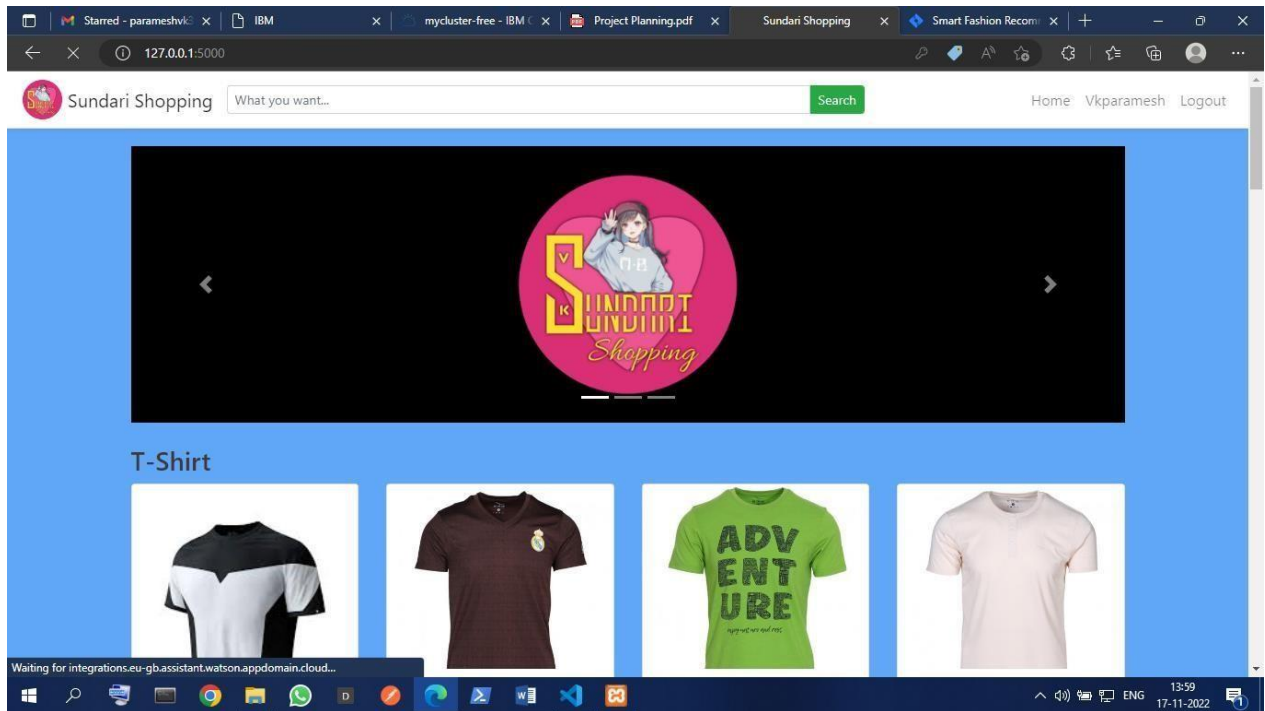 Starred - parameshvk3
IBM
mycluster-free - IBM C
Project Planning.pdf
Sundari Shopping
Smart Fashion Recom
127.0.0.1:5000
Sundari Shopping
What you want...
Search
Home Vkparamesh Logout
V
K
SUNDARI
Shopping
T-Shirt
ADV
ENT
URE
Waiting for integrations.eu-gb.assistant.watson.appdomain.cloud...
ENG
13:59
17-11-2022
1